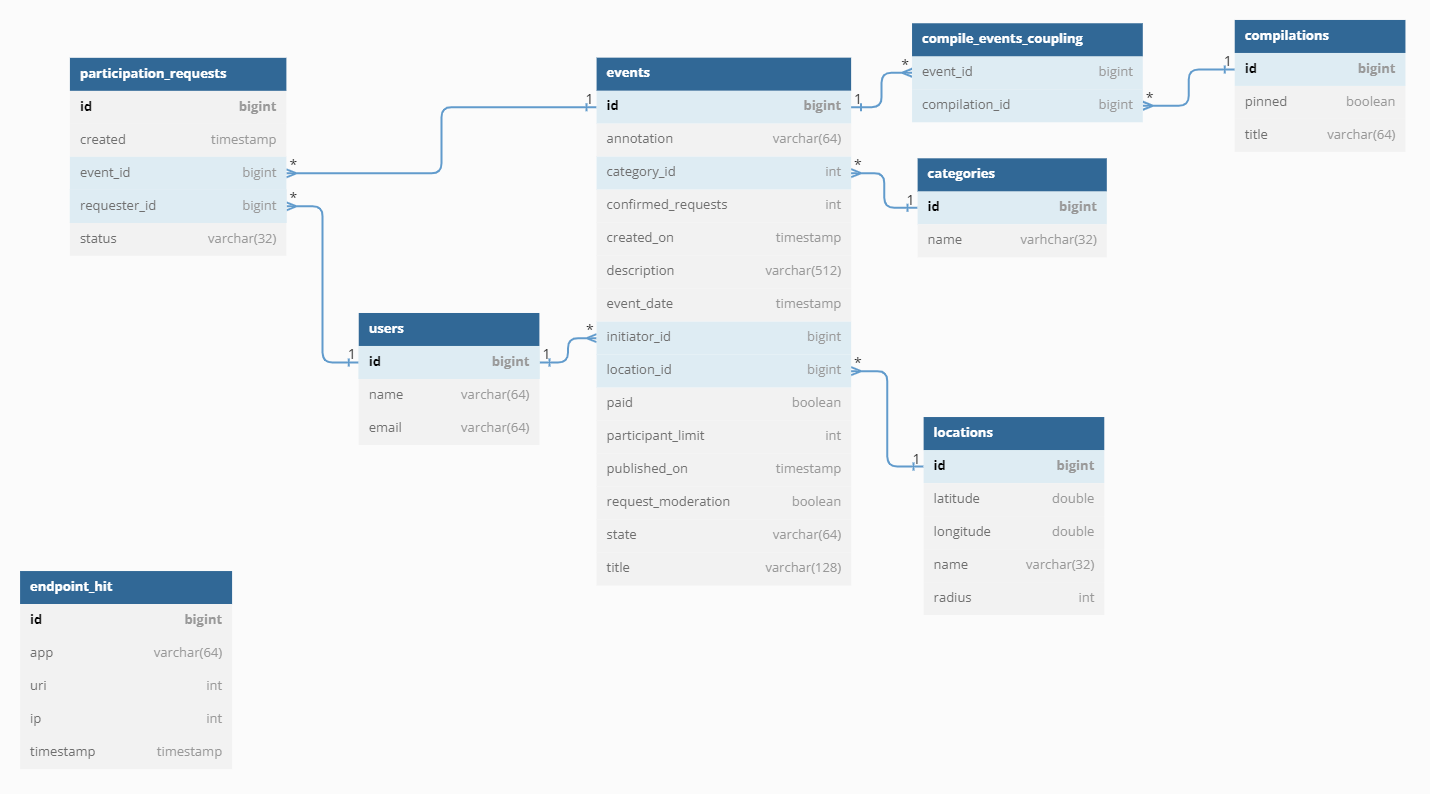 participation_requests
id bigint
created timestamp
event_id bigint
requester_id bigint
status varchar(32)
*
*
users
id bigint
name varchar(64)
email varchar(64)
1
1
events
id bigint
annotation varchar(64)
category_id int
confirmed_requests int
created_on timestamp
description varchar(512)
event_date timestamp
initiator_id bigint
location_id bigint
paid boolean
participant_limit int
published_on timestamp
request_moderation boolean
state varchar(64)
title varchar(128)
1
1
*
*
*
compile_events_coupling
event_id bigint
compilation_id bigint
*
*
compilations
id bigint
pinned boolean
title varchar(64)
1
categories
id bigint
name varhchar(32)
1
locations
id bigint
latitude double
longitude double
name varchar(32)
radius int
1
endpoint_hit
id bigint
app varchar(64)
uri int
ip int
timestamp timestamp